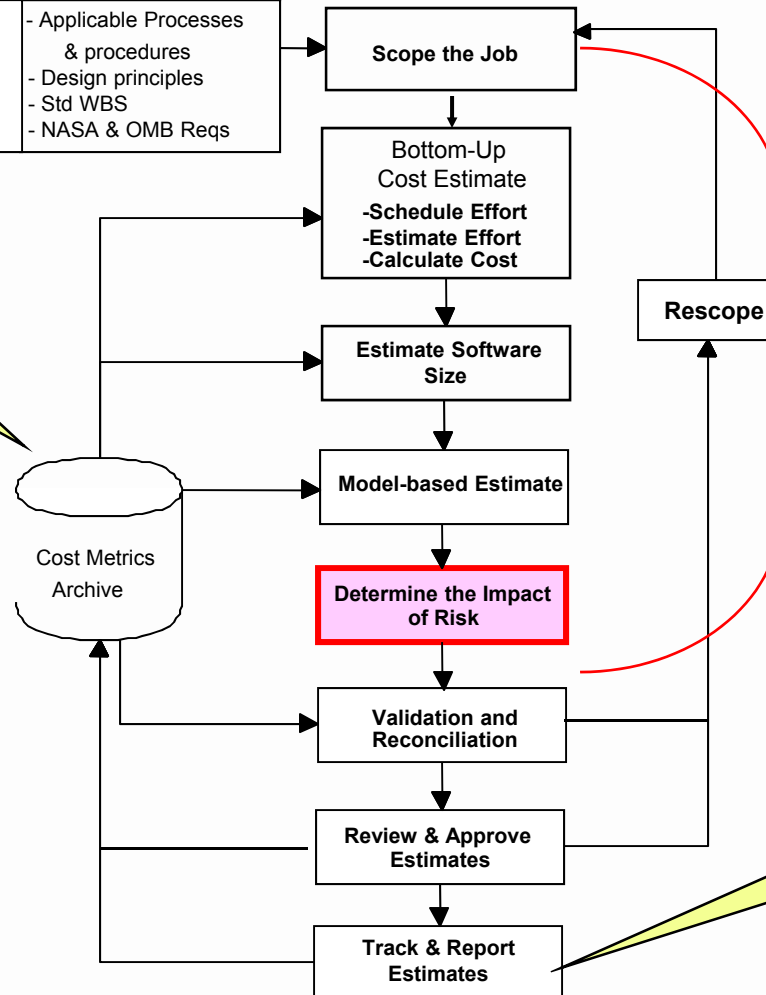 - Applicable Processes
& procedures
- Design principles
- Std WBS
- NASA & OMB Reqs
Scope the Job
Bottom-Up
Cost Estimate
-Schedule Effort
-Estimate Effort
-Calculate Cost
Rescope
Estimate Software
Size
Model-based Estimate
Cost Metrics
Archive
Determine the Impact
of Risk
Validation and
Reconciliation
Review & Approve
Estimates
Track & Report
Estimates